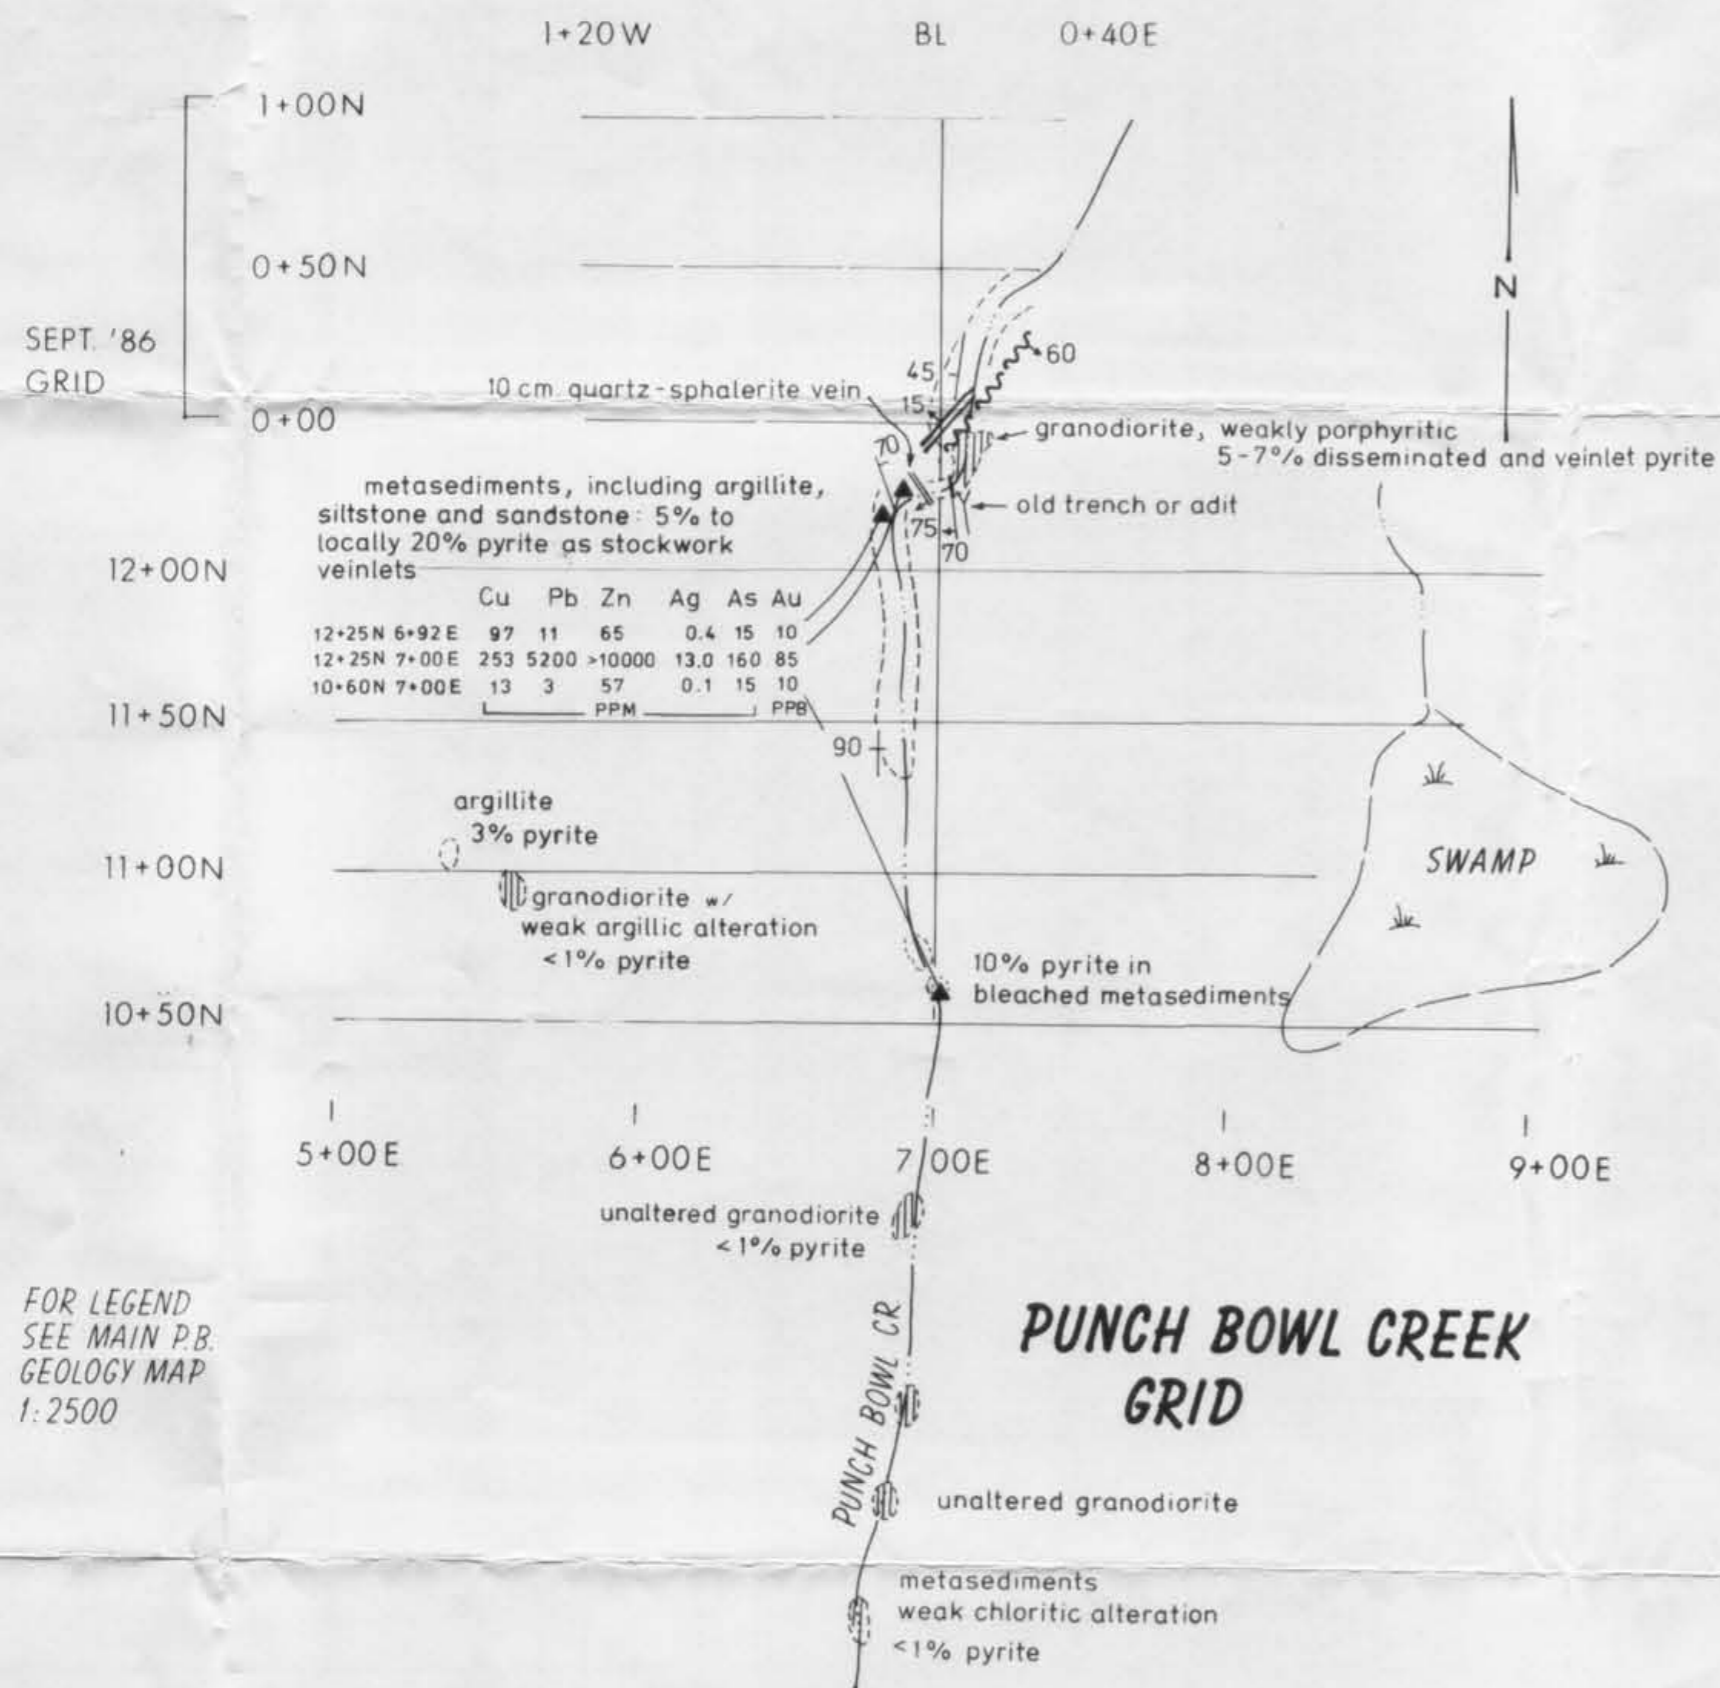 1+20W BL 0+40E
1+00N
0+50N
N
SEPT. '86
GRID
60
45
10 cm quartz-sphalerite vein
15
0+00
granodiorite, weakly porphyritic
5-7% disseminated and veinlet pyrite
70
metasediments, including argillite,
siltstone and sandstone: 5% to
locally 20% pyrite as stockwork
veinlets
old trench or adit
75
70
12+00N
Cu Pb Zn Ag As Au
12+25N 6+92E 97 11 65 0.4 15 10
12+25N 7+00E 253 5200 >10000 13.0 160 85
10+60N 7+00E 13 3 57 0.1 15 10
PPM PPB
11+50N
90
argillite
3% pyrite
11+00N
SWAMP
granodiorite w/
weak argillic alteration
<1% pyrite
10% pyrite in
bleached metasediments
10+50N
5+00E 6+00E 7+00E 8+00E 9+00E
unaltered granodiorite
<1% pyrite
FOR LEGEND
SEE MAIN P.B.
GEOLOGY MAP
1:2500
PUNCH BOWL CREEK
GRID
PUNCH BOWL CR.
unaltered granodiorite
metasediments
weak chloritic alteration
<1% pyrite